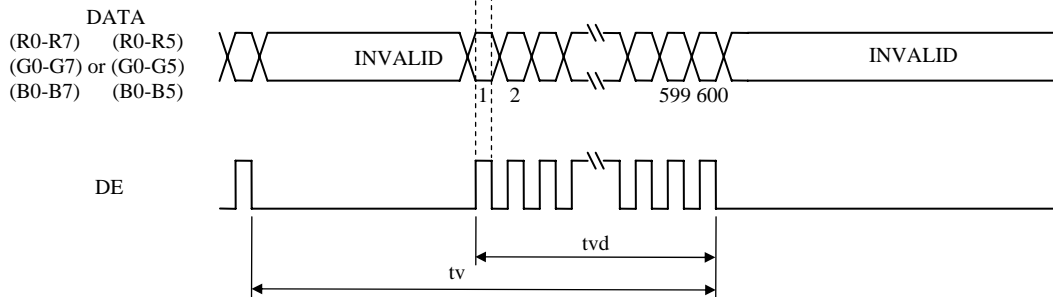 DATA
(R0-R7) (R0-R5)
(G0-G7) or (G0-G5)
(B0-B7) (B0-B5)
INVALID
INVALID
1 2 599 600
DE
tvd
tv